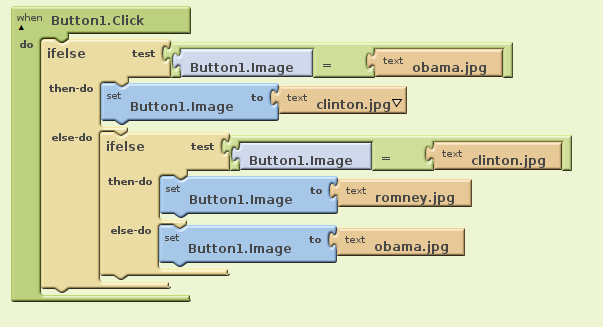 when Button1.Click
do
ifelse test Button1.Image = text obama.jpg
then-do set Button1.Image to text clinton.jpg
else-do ifelse test Button1.Image = text clinton.jpg
then-do set Button1.Image to text romney.jpg
else-do set Button1.Image to text obama.jpg